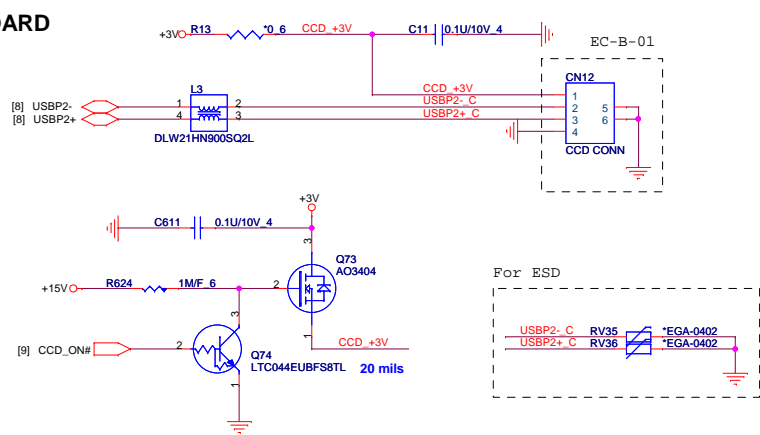 ARD
+3V R13 *0_6 CCD_+3V C11 0.1U/10V_4
EC-B-01
CN12
L3
CCD_+3V
[8] USBP2- 1 2 USBP2-_C 1
[8] USBP2+ 4 3 USBP2+_C 2 5
3 6
4
DLW21HN900SQ2L
CCD CONN
+3V
C611 0.1U/10V_4
3
Q73
AO3404
+15V R624 1M/F_6 2
1
3
CCD_+3V
[9] CCD_ON# 2
Q74
LTC044EUBFS8TL
20 mils
1
For ESD
USBP2-_C RV35 *EGA-0402
USBP2+_C RV36 *EGA-0402